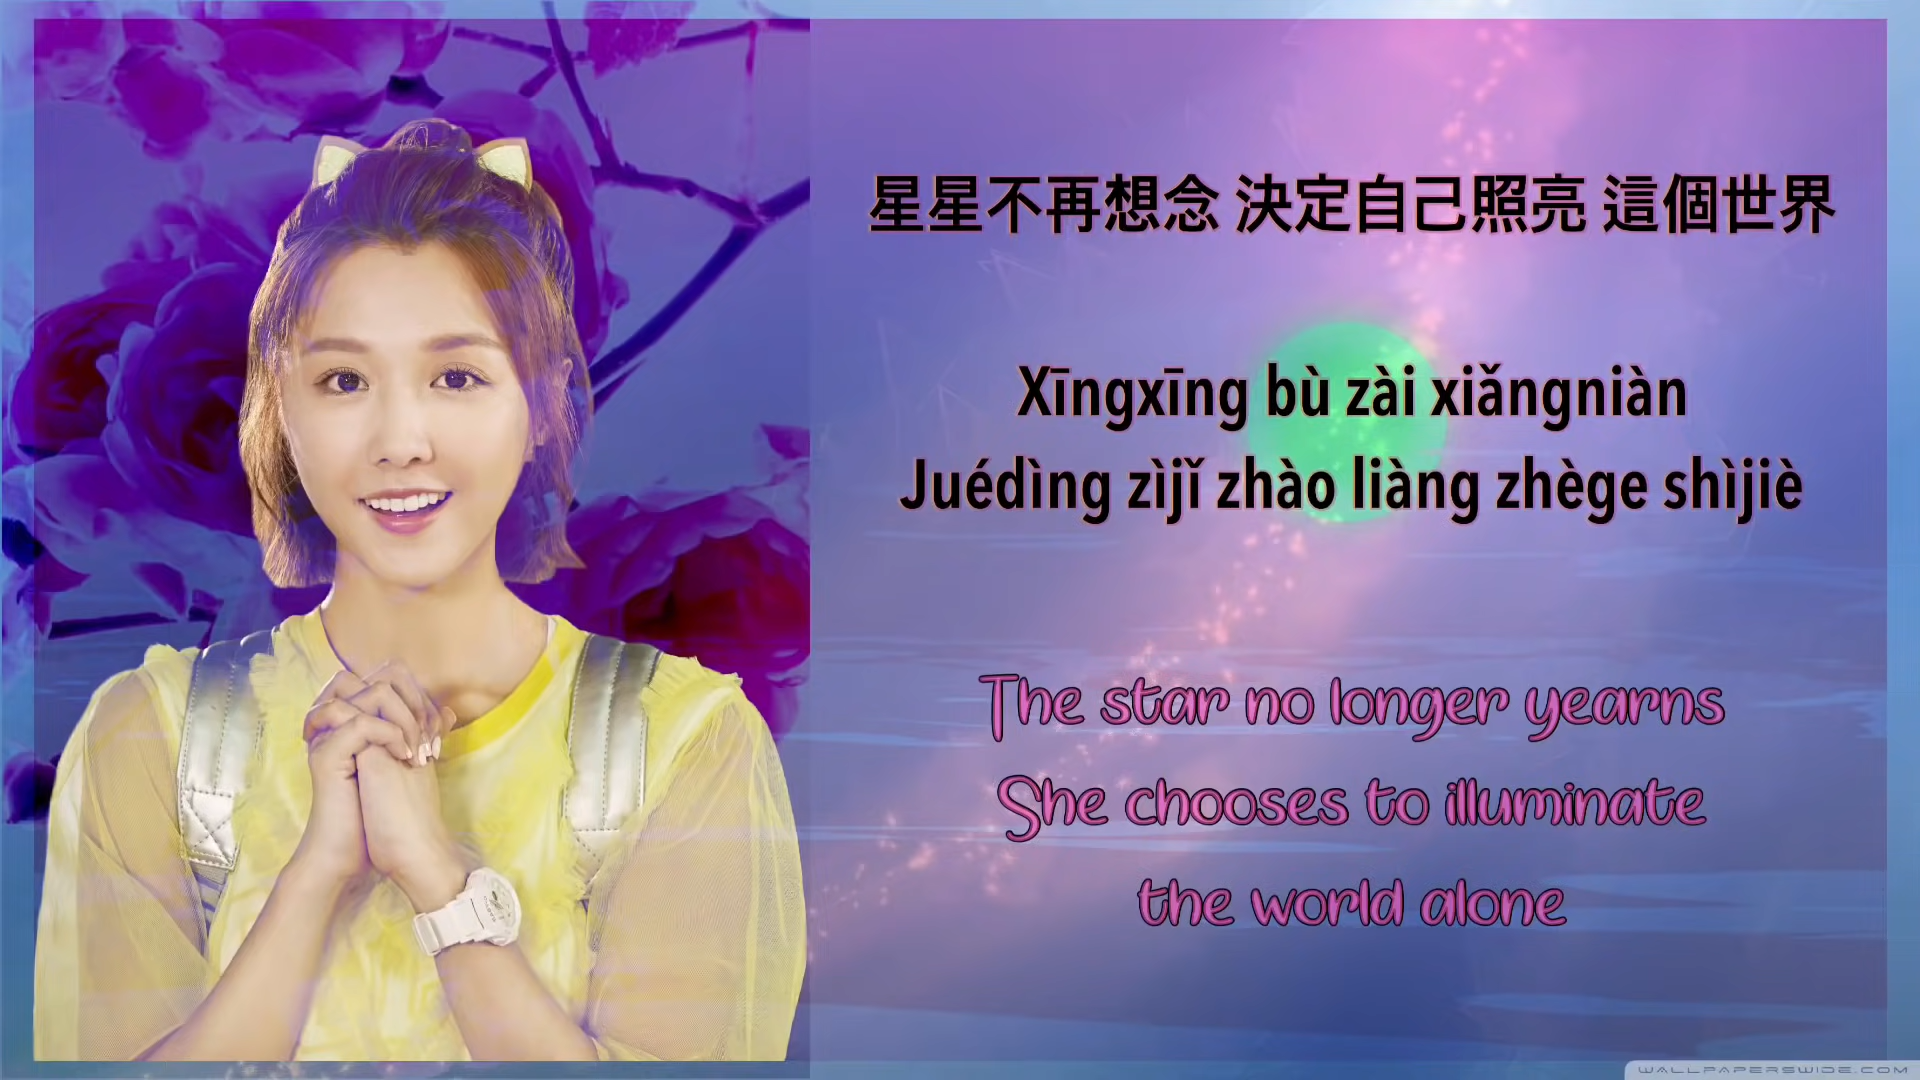 星星不再想念 決定自己照亮 這個世界
Xīngxīng bù zài xiǎngniàn
Juédìng zìjǐ zhào liàng zhège shìjiè
The star no longer yearns
She chooses to illuminate
the world alone
WALLPAPERSWIDE.COM